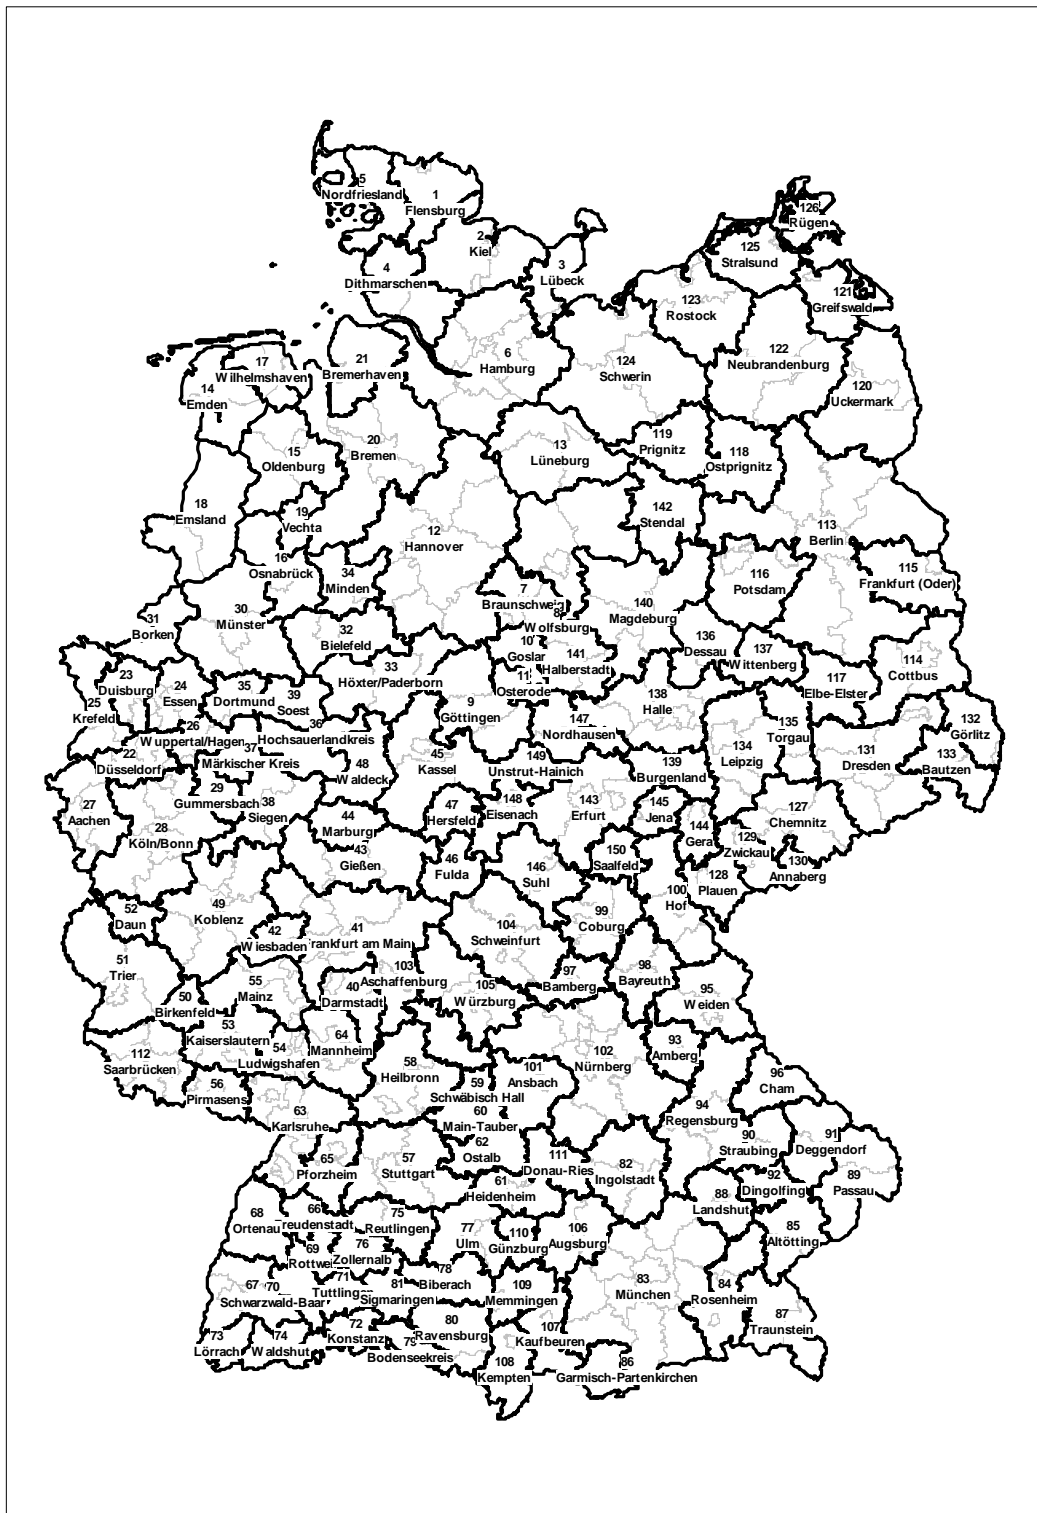 5
Nordfriesland
1
Flensburg
126
Rügen
2
Kiel
125
Stralsund
3
Lübeck
4
Dithmarschen
121
Greifswald
123
Rostock
6
Hamburg
124
Schwerin
122
Neubrandenburg
21
Bremerhaven
17
Wilhelmshaven
14
Emden
120
Uckermark
20
Bremen
13
Lüneburg
119
Prignitz
118
Ostprignitz
15
Oldenburg
18
Emsland
19
Vechta
142
Stendal
12
Hannover
113
Berlin
16
Osnabrück
34
Minden
116
Potsdam
115
Frankfurt (Oder)
7
Braunschweig
8
Wolfsburg
140
Magdeburg
30
Münster
31
Borken
32
Bielefeld
136
Dessau
137
Wittenberg
10
Goslar
141
Halberstadt
114
Cottbus
33
Höxter/Paderborn
23
Duisburg
24
Essen
35
Dortmund
39
Soest
11
Osterode
117
Elbe-Elster
138
Halle
25
Krefeld
9
Göttingen
147
Nordhausen
135
Torgau
132
Görlitz
26
Wuppertal/Hagen
36
Hochsauerlandkreis
134
Leipzig
131
Dresden
133
Bautzen
22
Düsseldorf
37
Märkischer Kreis
48
Waldeck
45
Kassel
149
Unstrut-Hainich
139
Burgenland
27
Aachen
29
Gummersbach
38
Siegen
47
Hersfeld
148
Eisenach
143
Erfurt
145
Jena
127
Chemnitz
28
Köln/Bonn
44
Marburg
144
Gera
129
Zwickau
43
Gießen
46
Fulda
146
Suhl
150
Saalfeld
130
Annaberg
128
Plauen
100
Hof
52
Daun
49
Koblenz
42
Wiesbaden
41
Frankfurt am Main
104
Schweinfurt
99
Coburg
51
Trier
103
Aschaffenburg
97
Bamberg
98
Bayreuth
50
Birkenfeld
55
Mainz
40
Darmstadt
105
Würzburg
95
Weiden
53
Kaiserslautern
54
Ludwigshafen
64
Mannheim
112
Saarbrücken
93
Amberg
102
Nürnberg
58
Heilbronn
101
Ansbach
96
Cham
56
Pirmasens
59
Schwäbisch Hall
63
Karlsruhe
60
Main-Tauber
94
Regensburg
90
Straubing
91
Deggendorf
62
Ostalb
57
Stuttgart
65
Pforzheim
111
Donau-Ries
82
Ingolstadt
89
Passau
92
Dingolfing
61
Heidenheim
88
Landshut
68
Ortenau
66
Freudenstadt
75
Reutlingen
77
Ulm
110
Günzburg
106
Augsburg
85
Altötting
69
Rottweil
76
Zollernalb
78
Biberach
71
Tuttlingen
81
Sigmaringen
109
Memmingen
83
München
84
Rosenheim
67
70
Schwarzwald-Baar
87
Traunstein
73
Lörrach
74
Waldshut
72
Konstanz
80
Ravensburg
107
Kaufbeuren
79
Bodenseekreis
108
Kempten
86
Garmisch-Partenkirchen